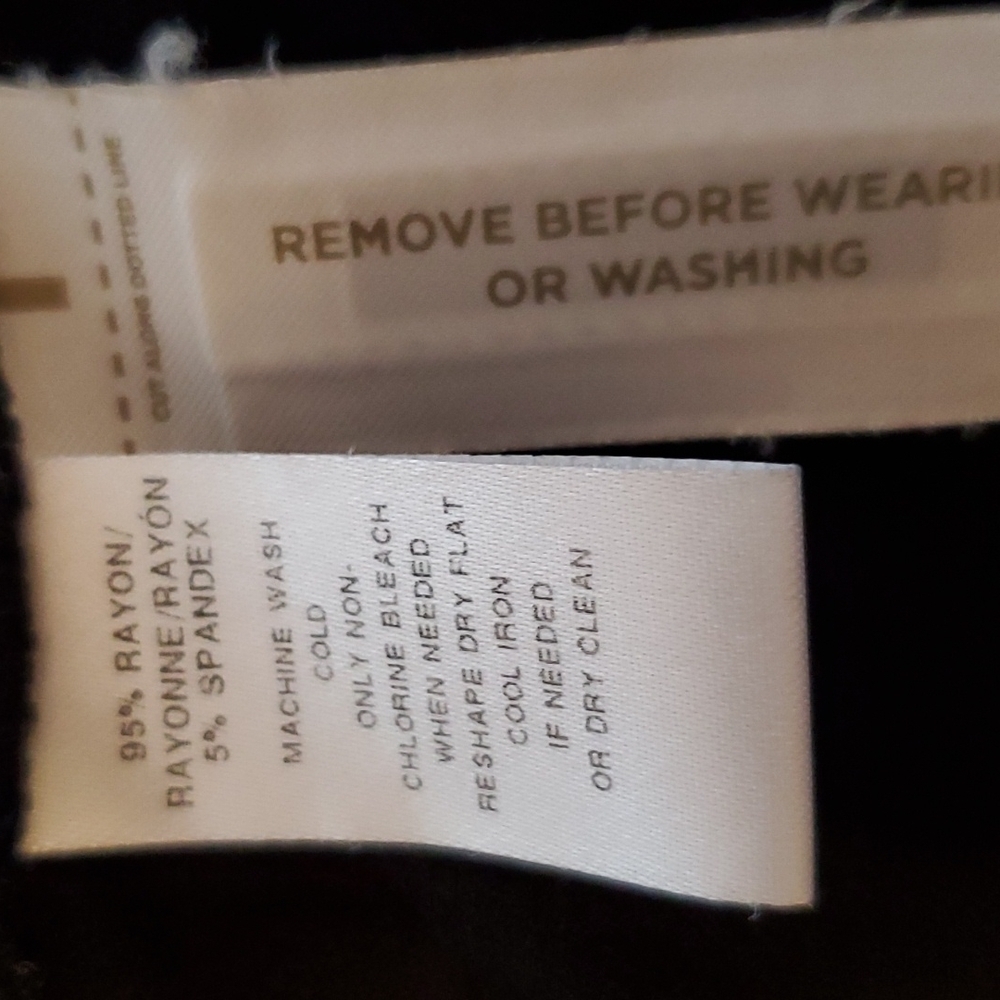 CUT ALONG DOTTED LINE
REMOVE BEFORE
OR WASHING
95% RAYON/
RAYONNE/RAYÓN
5% SPANDEX
MACHINE WASH
COLD
ONLY NON-
CHLORINE BLEACH
WHEN NEEDED
RESHAPE DRY FLAT
COOL IRON
IF NEEDED
OR DRY CLEAN